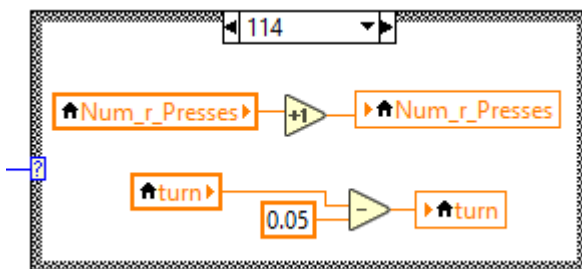 114
Num_r_Presses
+1
Num_r_Presses
?
turn
0.05
-
turn